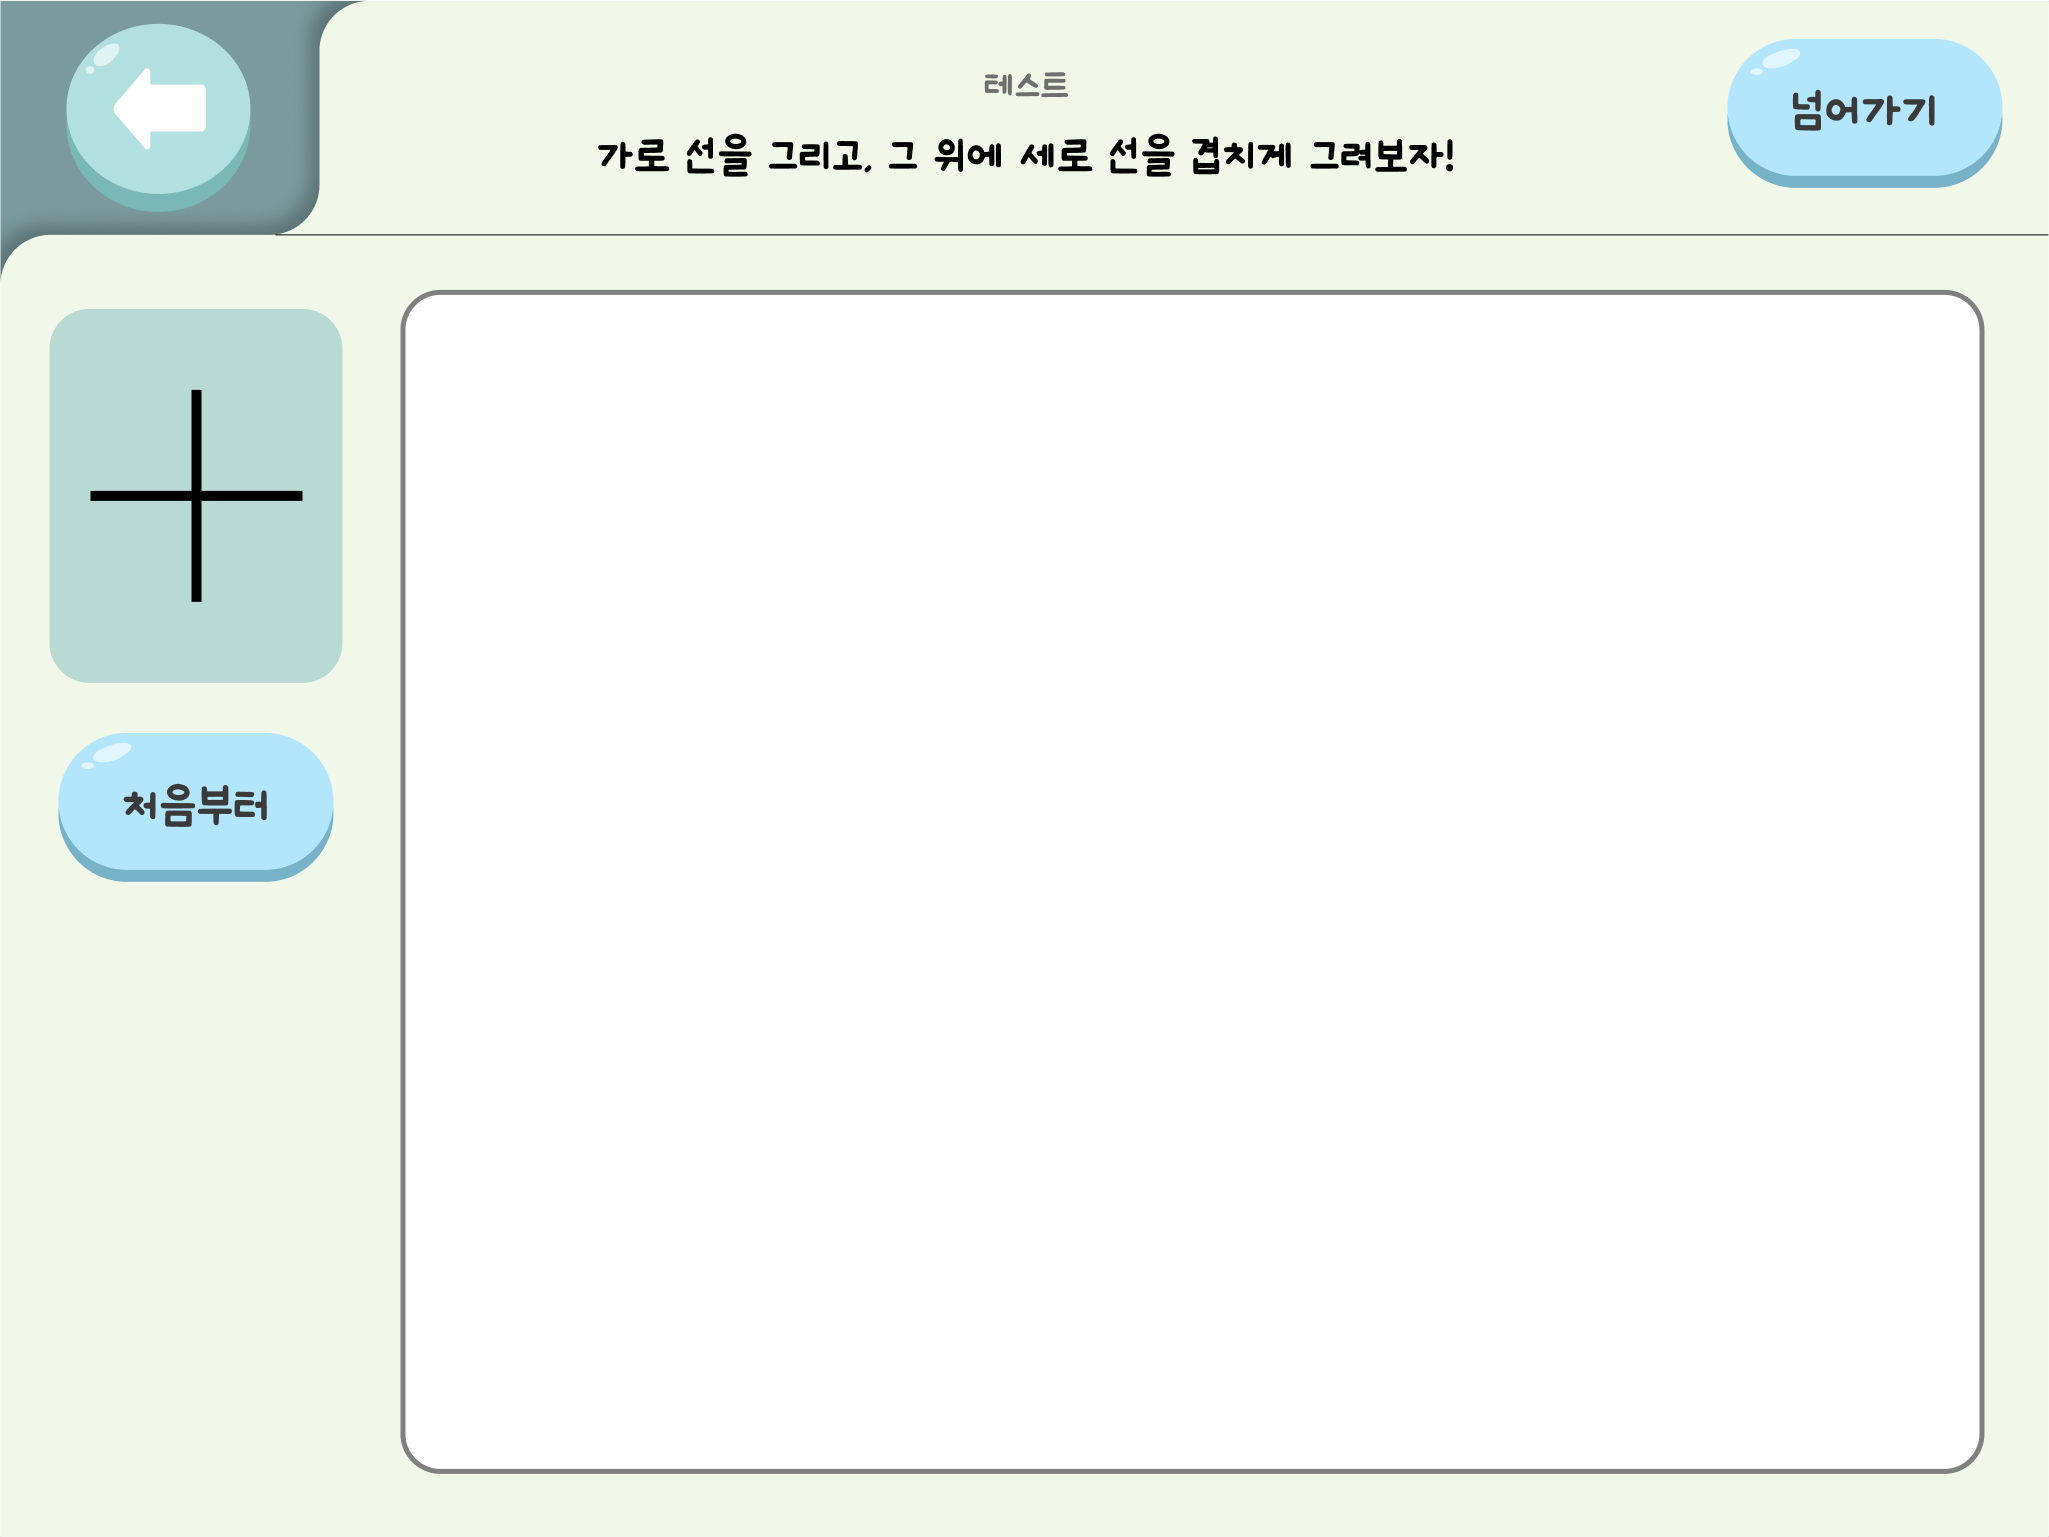 테스트
가로 선을 그리고, 그 위에 세로 선을 겹치게 그려보자!
넘어가기
처음부터